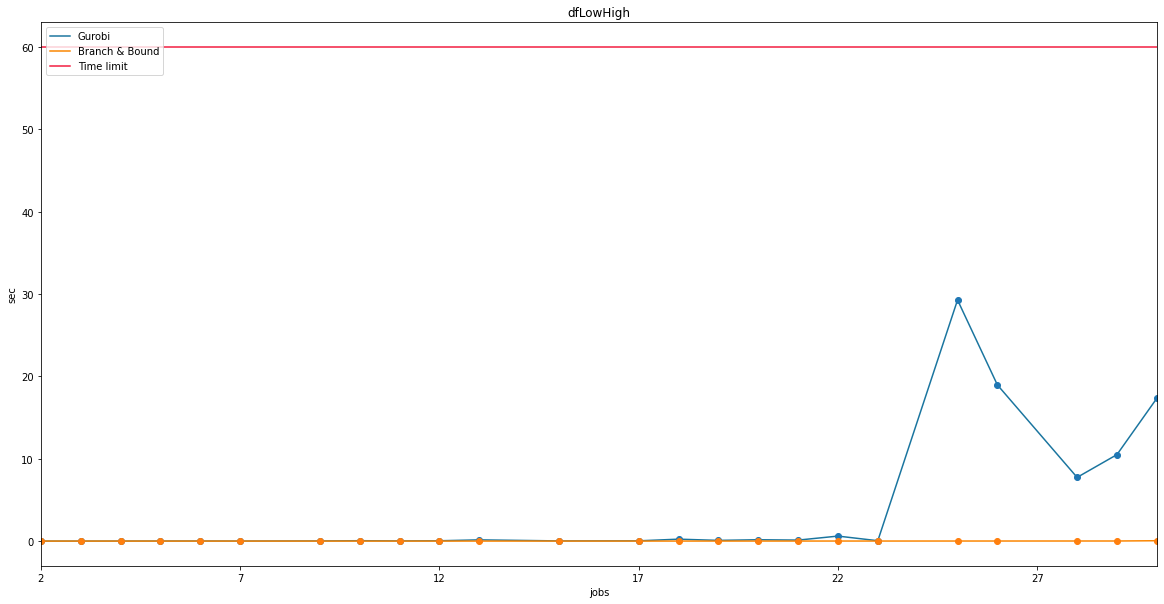 dfLowHigh
Gurobi
Branch & Bound
Time limit
60
50
40
30
20
10
0
sec
2 7 12 17 22 27
jobs